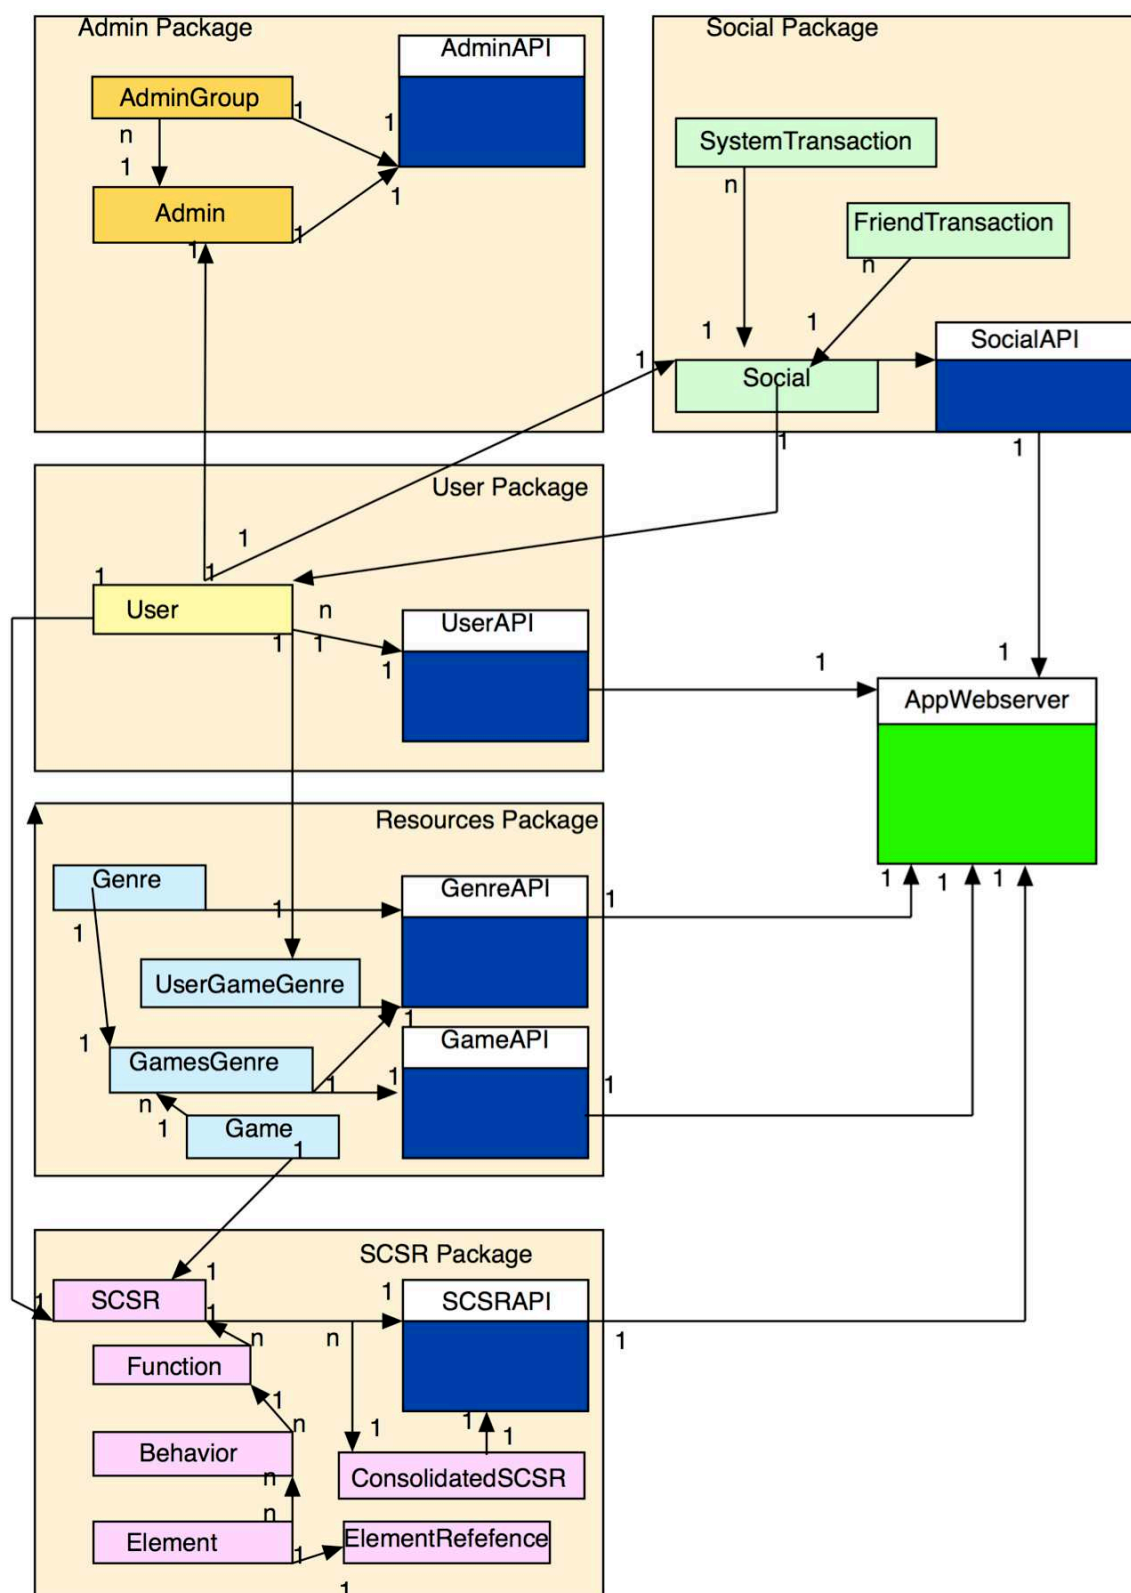 Admin Package
AdminAPI
AdminGroup
1
1
n
1
Admin
1
1
1
Social Package
SystemTransaction
n
FriendTransaction
n
1
1
SocialAPI
1
Social
1
1
User Package
1
1
1
User
n
1
1
UserAPI
1
1
1
AppWebserver
Resources Package
1
1
1
Genre
1
GenreAPI
1
1
UserGameGenre
1
1
GamesGenre
1
GameAPI
1
1
n
1
Game
1
SCSR Package
1
1
SCSR
1
1
SCSRAPI
n
n
1
Function
1
n
1
1
1
Behavior
n
ConsolidatedSCSR
n
Element
1
ElementRefefence
1